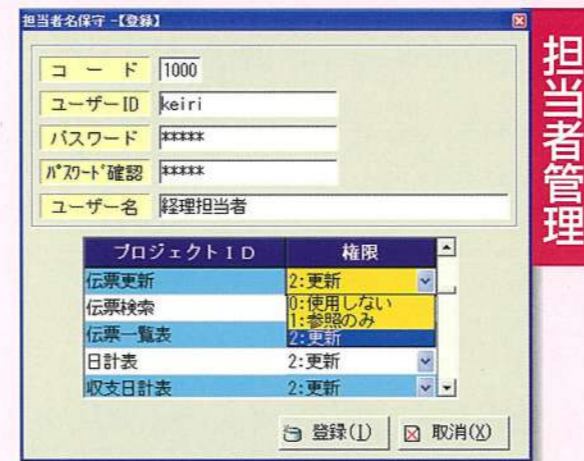 担当者名保守 -【登録】
コード 1000
ユーザーID keiri
パスワード *****
ﾊﾟｽﾜｰﾄﾞ確認 *****
ユーザー名 経理担当者
プロジェクトID 権限
伝票更新 2:更新
伝票検索 0:使用しない
1:参照のみ
伝票一覧表 2:更新
日計表 2:更新
収支日計表 2:更新
登録(I) 取消(X)
担当者管理